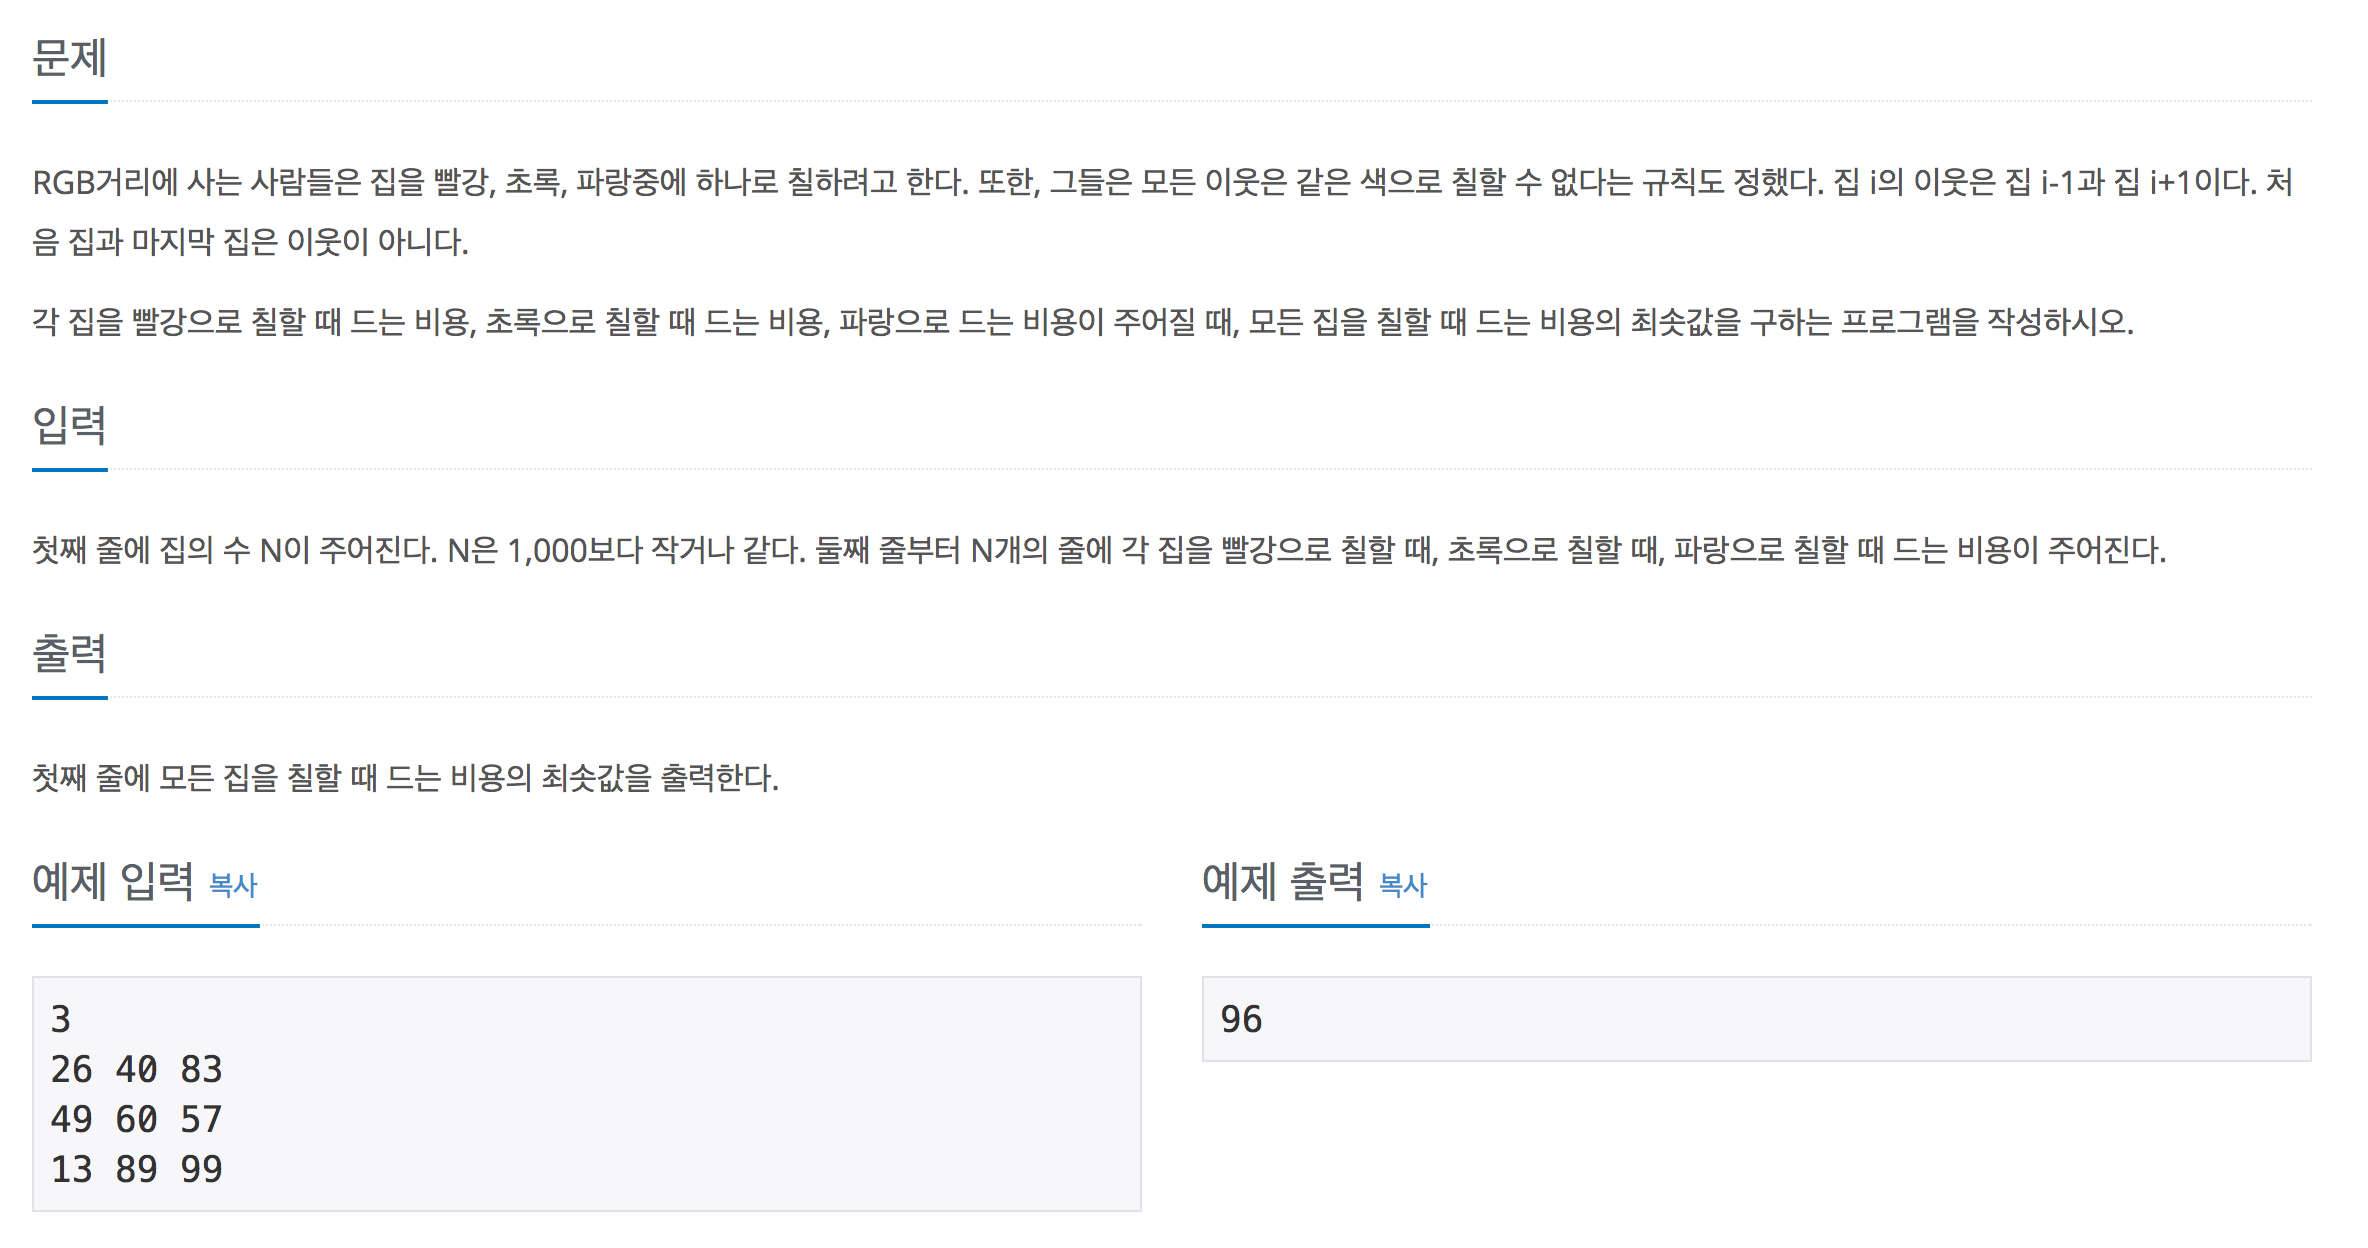 문제
RGB거리에 사는 사람들은 집을 빨강, 초록, 파랑중에 하나로 칠하려고 한다. 또한, 그들은 모든 이웃은 같은 색으로 칠할 수 없다는 규칙도 정했다. 집 i의 이웃은 집 i-1과 집 i+1이다. 처
음 집과 마지막 집은 이웃이 아니다.
각 집을 빨강으로 칠할 때 드는 비용, 초록으로 칠할 때 드는 비용, 파랑으로 드는 비용이 주어질 때, 모든 집을 칠할 때 드는 비용의 최솟값을 구하는 프로그램을 작성하시오.
입력
첫째 줄에 집의 수 N이 주어진다. N은 1,000보다 작거나 같다. 둘째 줄부터 N개의 줄에 각 집을 빨강으로 칠할 때, 초록으로 칠할 때, 파랑으로 칠할 때 드는 비용이 주어진다.
출력
첫째 줄에 모든 집을 칠할 때 드는 비용의 최솟값을 출력한다.
예제 입력 복사
3
26 40 83
49 60 57
13 89 99
예제 출력 복사
96